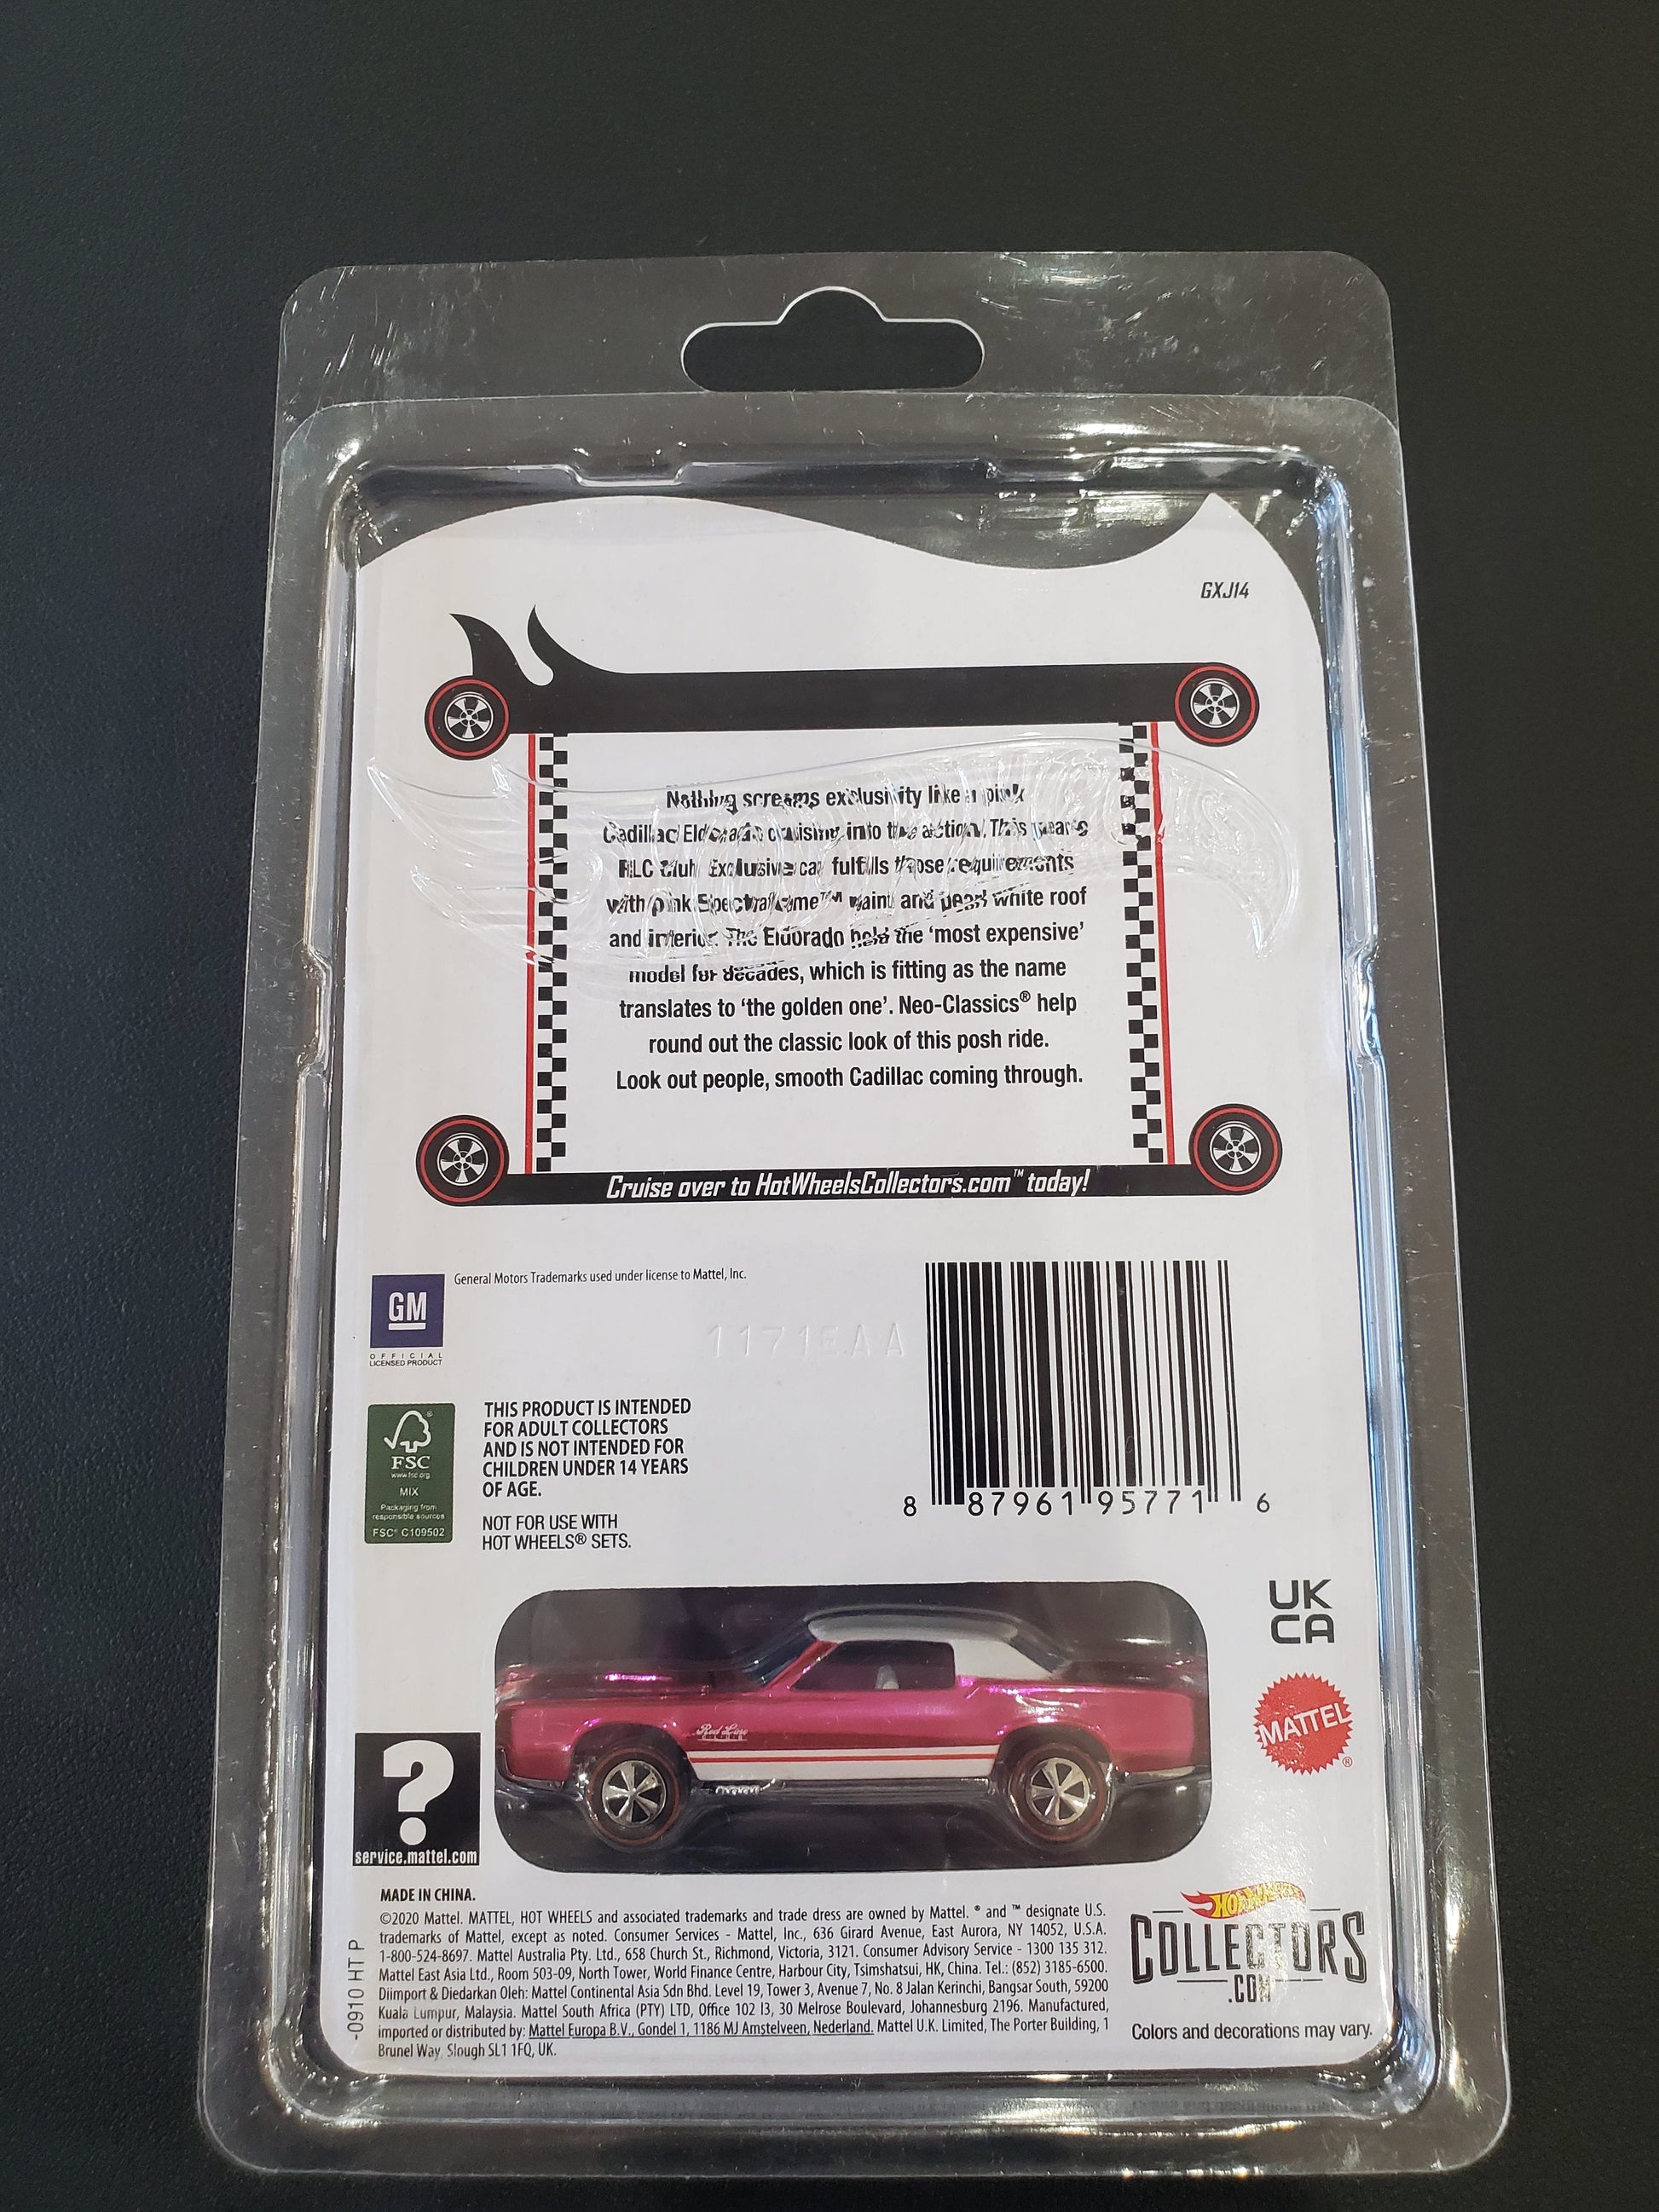 GXJ14
Nothing screams exclusivity like a pink
Cadillac Eldorado cruising into the action! This year's
RLC Club Exclusive car fulfills those requirements
with pink Spectraflame™ paint and pearl white roof
and interior. The Eldorado held the 'most expensive'
model for decades, which is fitting as the name
translates to 'the golden one'. Neo-Classics® help
round out the classic look of this posh ride.
Look out people, smooth Cadillac coming through.
Cruise over to HotWheelsCollectors.com™ today!
GM
OFFICIAL
LICENSED PRODUCT
General Motors Trademarks used under license to Mattel, Inc.
FSC
www.fsc.org
MIX
Packaging from
responsible sources
FSC® C109502
THIS PRODUCT IS INTENDED
FOR ADULT COLLECTORS
AND IS NOT INTENDED FOR
CHILDREN UNDER 14 YEARS
OF AGE.
NOT FOR USE WITH
HOT WHEELS® SETS.
8 87961 95771 6
UK
CA
MATTEL®
Red Line
?
service.mattel.com
MADE IN CHINA.
©2020 Mattel. MATTEL, HOT WHEELS and associated trademarks and trade dress are owned by Mattel. ® and ™ designate U.S.
trademarks of Mattel, except as noted. Consumer Services - Mattel, Inc., 636 Girard Avenue, East Aurora, NY 14052, U.S.A.
1-800-524-8697. Mattel Australia Pty. Ltd., 658 Church St., Richmond, Victoria, 3121. Consumer Advisory Service - 1300 135 312.
Mattel East Asia Ltd., Room 503-09, North Tower, World Finance Centre, Harbour City, Tsimshatsui, HK, China. Tel.: (852) 3185-6500.
Diimport & Diedarkan Oleh: Mattel Continental Asia Sdn Bhd. Level 19, Tower 3, Avenue 7, No. 8 Jalan Kerinchi, Bangsar South, 59200
Kuala Lumpur, Malaysia. Mattel South Africa (PTY) LTD, Office 102 I3, 30 Melrose Boulevard, Johannesburg 2196. Manufactured,
imported or distributed by: Mattel Europa B.V., Gondel 1, 1186 MJ Amstelveen, Nederland. Mattel U.K. Limited, The Porter Building, 1
Brunel Way, Slough SL1 1FQ, UK.
-0910 HT P
HOT WHEELS
COLLECTORS
.COM
Colors and decorations may vary.